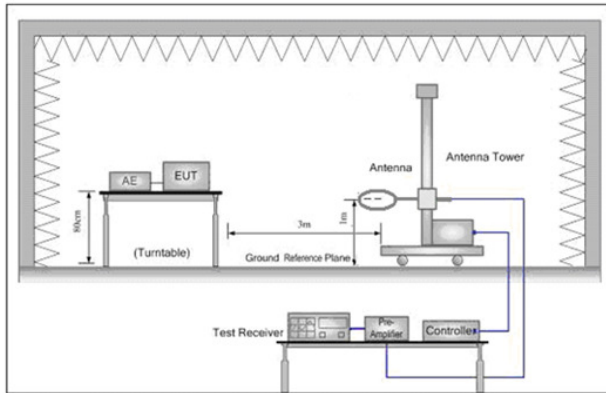 Antenna Tower
Antenna
AE
EUT
80cm
(Turntable)
3m
1m
Ground Reference Plane
Test Receiver
Pre-
Amplifier
Controller